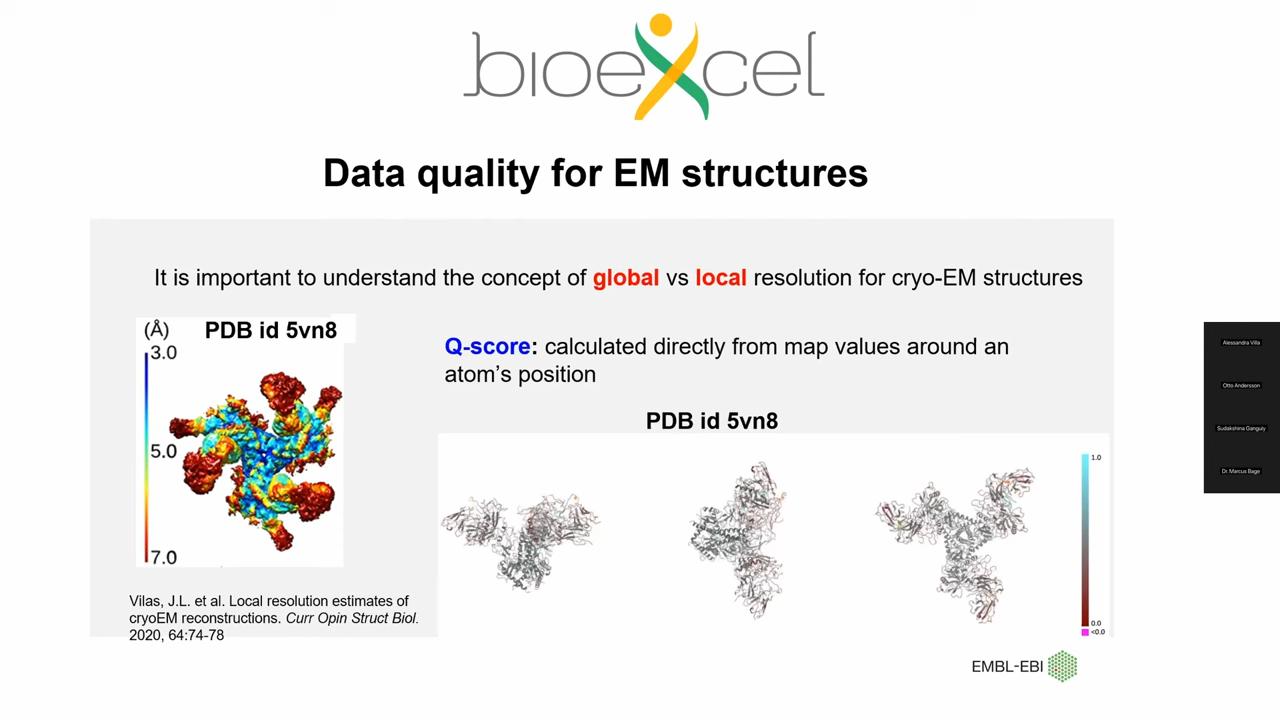 bioexcel
Data quality for EM structures
It is important to understand the concept of global vs local resolution for cryo-EM structures
(Å)
PDB id 5vn8
3.0
5.0
7.0
Q-score: calculated directly from map values around an
atom’s position
PDB id 5vn8
1.0
0.0
<0.0
Vilas, J.L. et al. Local resolution estimates of
cryoEM reconstructions. Curr Opin Struct Biol.
2020, 64:74-78
EMBL-EBI
Alessandra Villa
Otto Andersson
Sudakshina Ganguly
Dr. Marcus Bage